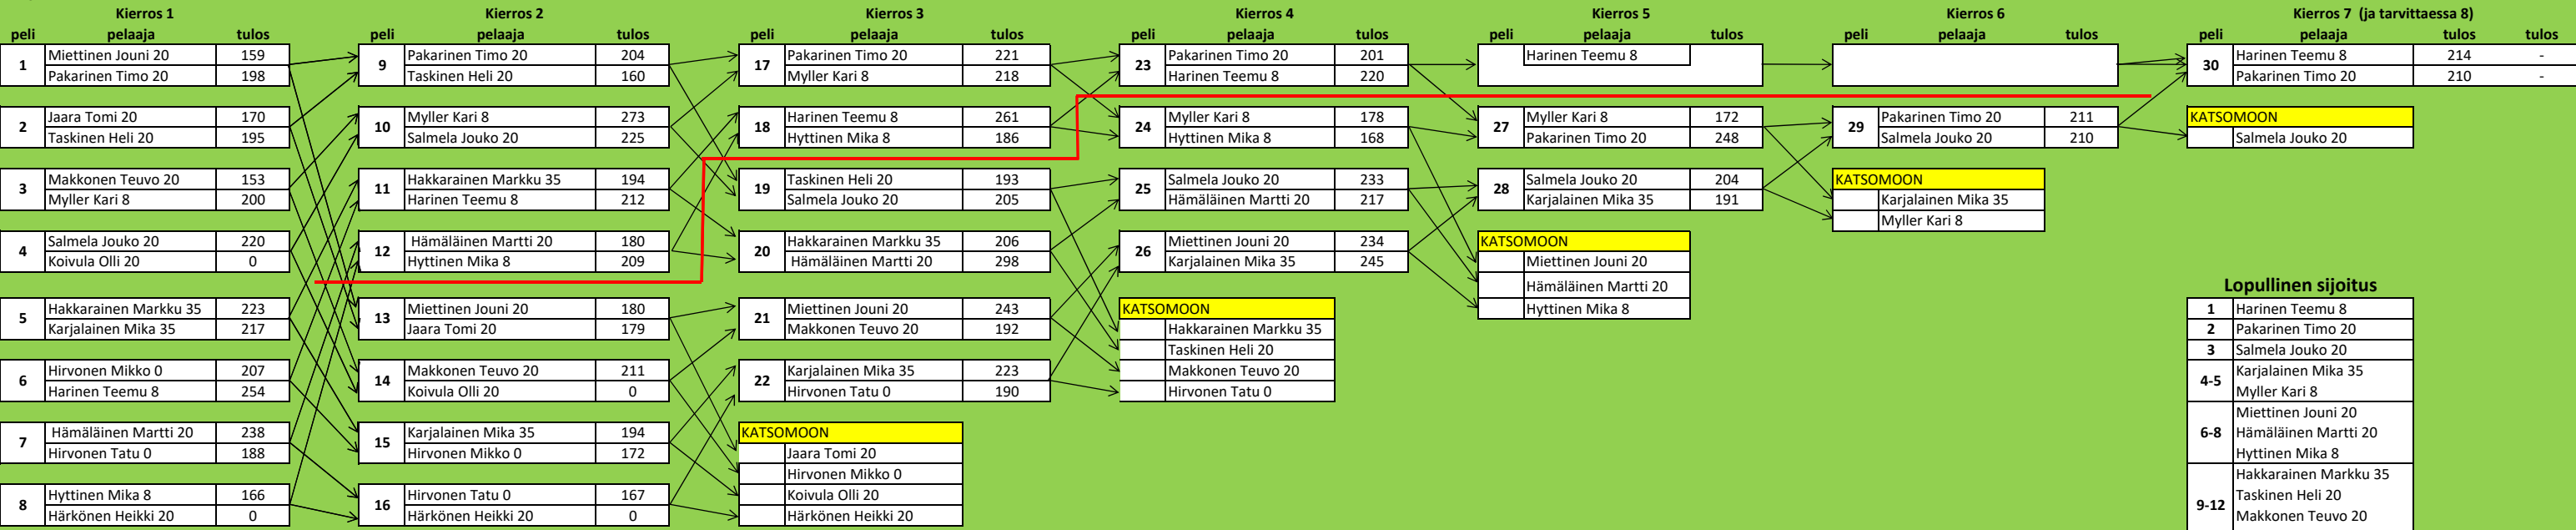 Kierros 1
peli pelaaja tulos
1 Miettinen Jouni 20 159
Pakarinen Timo 20 198
2 Jaara Tomi 20 170
Taskinen Heli 20 195
3 Makkonen Teuvo 20 153
Myller Kari 8 200
4 Salmela Jouko 20 220
Koivula Olli 20 0
5 Hakkarainen Markku 35 223
Karjalainen Mika 35 217
6 Hirvonen Mikko 0 207
Harinen Teemu 8 254
7 Hämäläinen Martti 20 238
Hirvonen Tatu 0 188
8 Hyttinen Mika 8 166
Härkönen Heikki 20 0
Kierros 2
peli pelaaja tulos
9 Pakarinen Timo 20 204
Taskinen Heli 20 160
10 Myller Kari 8 273
Salmela Jouko 20 225
11 Hakkarainen Markku 35 194
Harinen Teemu 8 212
12 Hämäläinen Martti 20 180
Hyttinen Mika 8 209
13 Miettinen Jouni 20 180
Jaara Tomi 20 179
14 Makkonen Teuvo 20 211
Koivula Olli 20 0
15 Karjalainen Mika 35 194
Hirvonen Mikko 0 172
16 Hirvonen Tatu 0 167
Härkönen Heikki 20 0
Kierros 3
peli pelaaja tulos
17 Pakarinen Timo 20 221
Myller Kari 8 218
18 Harinen Teemu 8 261
Hyttinen Mika 8 186
19 Taskinen Heli 20 193
Salmela Jouko 20 205
20 Hakkarainen Markku 35 206
Hämäläinen Martti 20 298
21 Miettinen Jouni 20 243
Makkonen Teuvo 20 192
22 Karjalainen Mika 35 223
Hirvonen Tatu 0 190
KATSOMOON
Jaara Tomi 20
Hirvonen Mikko 0
Koivula Olli 20
Härkönen Heikki 20
Kierros 4
peli pelaaja tulos
23 Pakarinen Timo 20 201
Harinen Teemu 8 220
24 Myller Kari 8 178
Hyttinen Mika 8 168
25 Salmela Jouko 20 233
Hämäläinen Martti 20 217
26 Miettinen Jouni 20 234
Karjalainen Mika 35 245
KATSOMOON
Hakkarainen Markku 35
Taskinen Heli 20
Makkonen Teuvo 20
Hirvonen Tatu 0
Kierros 5
peli pelaaja tulos
Harinen Teemu 8
27 Myller Kari 8 172
Pakarinen Timo 20 248
28 Salmela Jouko 20 204
Karjalainen Mika 35 191
KATSOMOON
Miettinen Jouni 20
Hämäläinen Martti 20
Hyttinen Mika 8
Kierros 6
peli pelaaja tulos
29 Pakarinen Timo 20 211
Salmela Jouko 20 210
KATSOMOON
Karjalainen Mika 35
Myller Kari 8
Kierros 7 (ja tarvittaessa 8)
peli pelaaja tulos tulos
30 Harinen Teemu 8 214 -
Pakarinen Timo 20 210 -
KATSOMOON
Salmela Jouko 20
Lopullinen sijoitus
1 Harinen Teemu 8
2 Pakarinen Timo 20
3 Salmela Jouko 20
4-5 Karjalainen Mika 35
Myller Kari 8
6-8 Miettinen Jouni 20
Hämäläinen Martti 20
Hyttinen Mika 8
9-12 Hakkarainen Markku 35
Taskinen Heli 20
Makkonen Teuvo 20